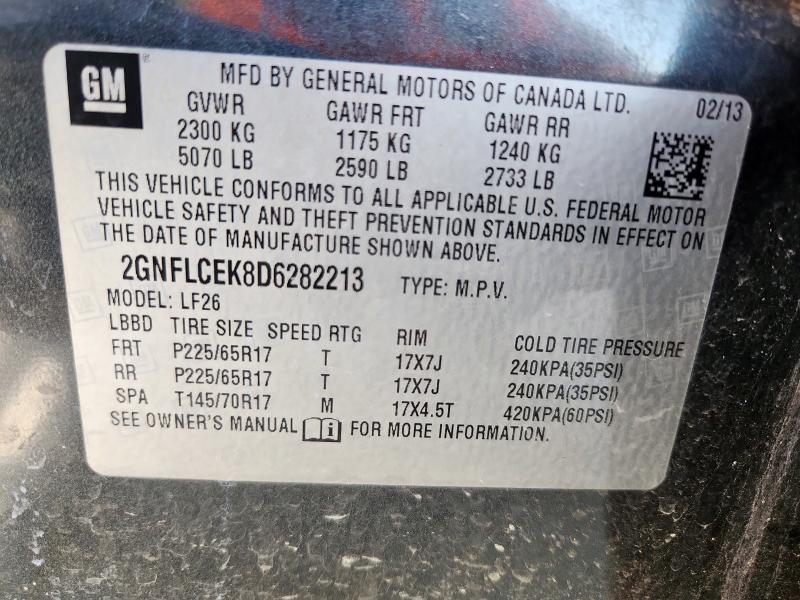 GM ®
MFD BY GENERAL MOTORS OF CANADA LTD. 02/13
GVWR GAWR FRT GAWR RR
2300 KG 1175 KG 1240 KG
5070 LB 2590 LB 2733 LB
THIS VEHICLE CONFORMS TO ALL APPLICABLE U.S. FEDERAL MOTOR
VEHICLE SAFETY AND THEFT PREVENTION STANDARDS IN EFFECT ON
THE DATE OF MANUFACTURE SHOWN ABOVE.
2GNFLCEK8D6282213 TYPE: M.P.V.
MODEL: LF26
LBBD TIRE SIZE SPEED RTG RIM COLD TIRE PRESSURE
FRT P225/65R17 T 17X7J 240KPA(35PSI)
RR P225/65R17 T 17X7J 240KPA(35PSI)
SPA T145/70R17 M 17X4.5T 420KPA(60PSI)
SEE OWNER'S MANUAL i FOR MORE INFORMATION.